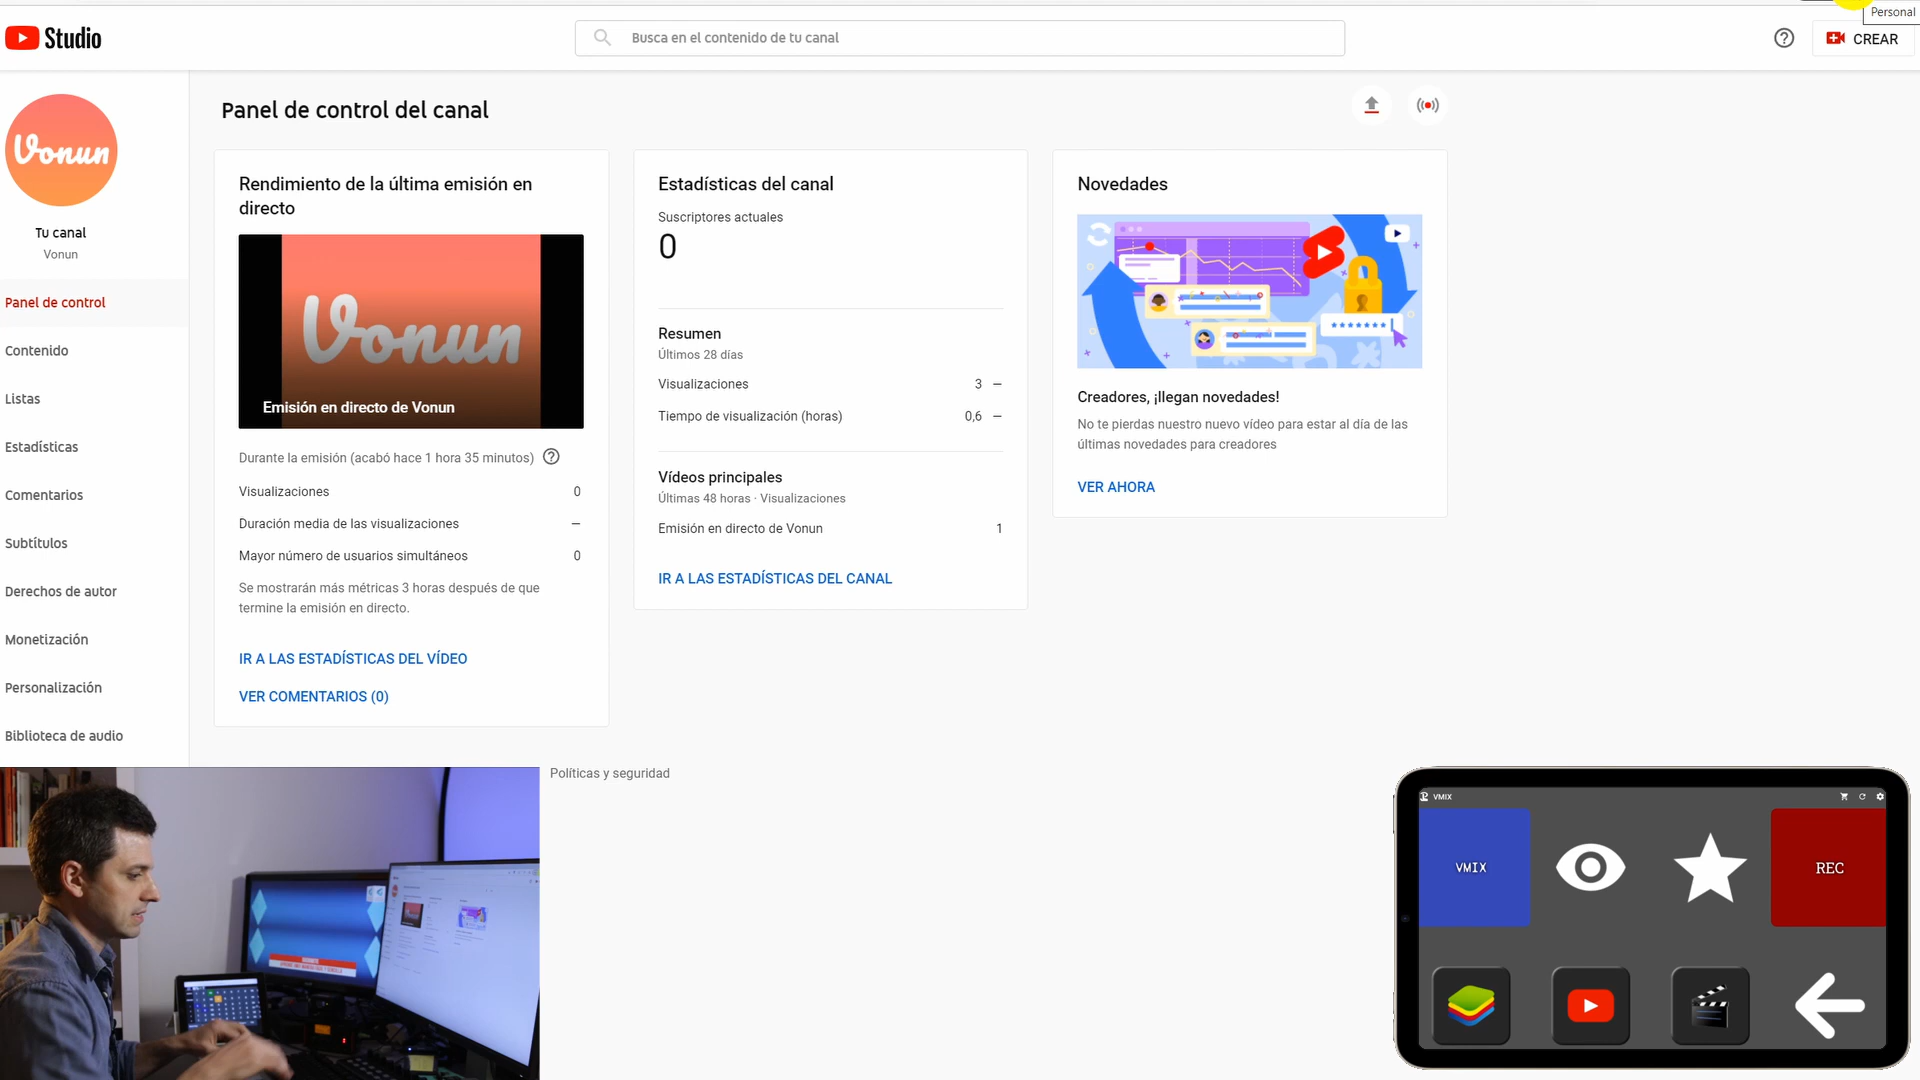 Personal
Studio
Busca en el contenido de tu canal
CREAR
Vonun
Tu canal
Vonun
Panel de control
Contenido
Listas
Estadísticas
Comentarios
Subtítulos
Derechos de autor
Monetización
Personalización
Biblioteca de audio
Panel de control del canal
Rendimiento de la última emisión en
directo
Vonun
Emisión en directo de Vonun
Durante la emisión (acabó hace 1 hora 35 minutos)
Visualizaciones 0
Duración media de las visualizaciones –
Mayor número de usuarios simultáneos 0
Se mostrarán más métricas 3 horas después de que
termine la emisión en directo.
IR A LAS ESTADÍSTICAS DEL VÍDEO
VER COMENTARIOS (0)
Estadísticas del canal
Suscriptores actuales
0
Resumen
Últimos 28 días
Visualizaciones 3 –
Tiempo de visualización (horas) 0,6 –
Vídeos principales
Últimas 48 horas · Visualizaciones
Emisión en directo de Vonun 1
IR A LAS ESTADÍSTICAS DEL CANAL
Novedades
Creadores, ¡llegan novedades!
No te pierdas nuestro nuevo vídeo para estar al día de las
últimas novedades para creadores
VER AHORA
Políticas y seguridad
VMIX
VMIX
REC